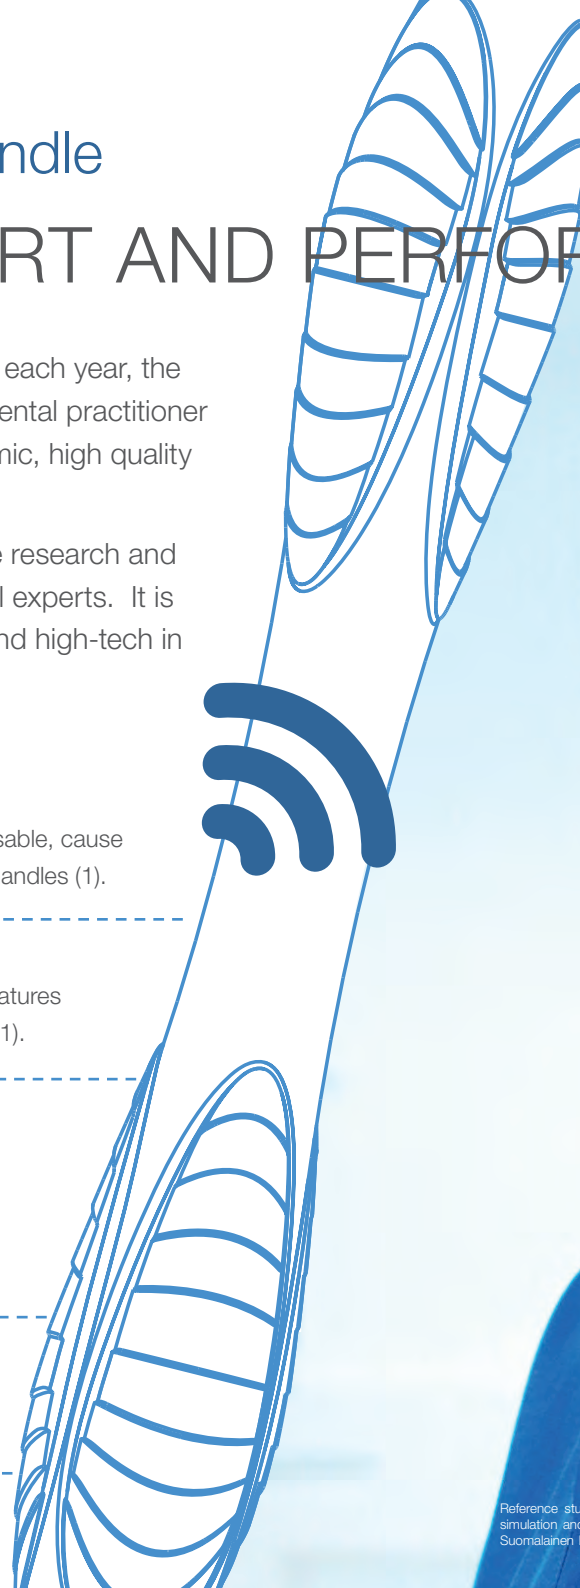 ndle
RT AND PERFOR
each year, the
ental practitioner
mic, high quality
e research and
l experts. It is
nd high-tech in
sable, cause
andles (1).
atures
1).
Reference stu
simulation and
Suomalainen